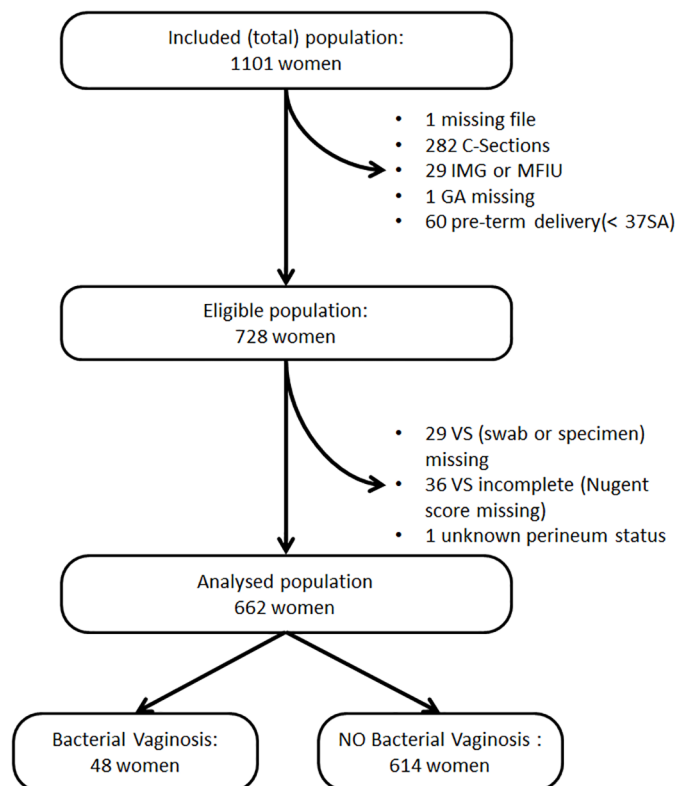 Included (total) population:
1101 women
• 1 missing file
• 282 C-Sections
• 29 IMG or MFIU
• 1 GA missing
• 60 pre-term delivery(< 37SA)
Eligible population:
728 women
• 29 VS (swab or specimen)
missing
• 36 VS incomplete (Nugent
score missing)
• 1 unknown perineum status
Analysed population
662 women
Bacterial Vaginosis:
48 women
NO Bacterial Vaginosis :
614 women